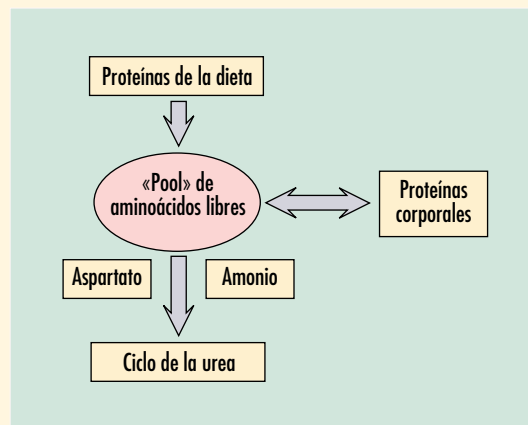 Proteínas de la dieta
«Pool» de
aminoácidos libres
Proteínas
corporales
Aspartato
Amonio
Ciclo de la urea